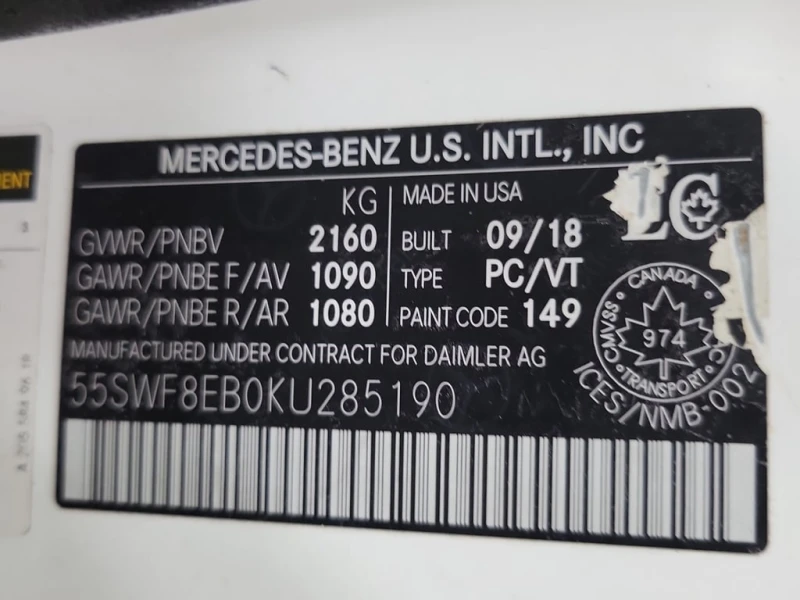 MERCEDES-BENZ U.S. INTL., INC
KG
MADE IN USA
GVWR/PNBV 2160
BUILT 09/18
GAWR/PNBE F/AV 1090
TYPE PC/VT
GAWR/PNBE R/AR 1080
PAINT CODE 149
MANUFACTURED UNDER CONTRACT FOR DAIMLER AG
55SWF8EB0KU285190
CANADA
CMVSS
974
TRANSPORT
ICES/NMB-002